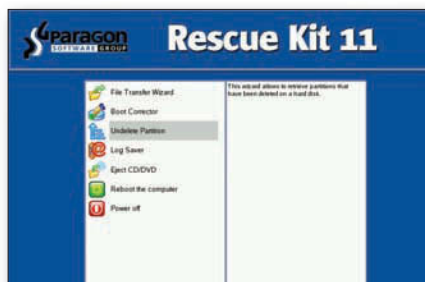 Paragon
SOFTWARE GROUP
Rescue Kit 11
File Transfer Wizard
Boot Corrector
Undelete Partition
Log Saver
Eject CD/DVD
Reboot the computer
Power off
This wizard allows to retrieve partitions that
have been deleted on a hard disk.